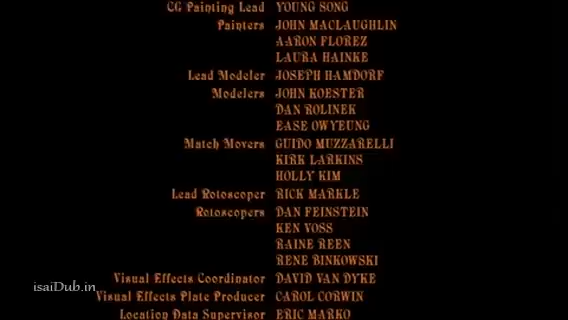 CG Painting Lead YOUNG SONG
Painters JOHN MACLAUGHLIN
AARON FLOREZ
LAURA HAINKE
Lead Modeler JOSEPH HAMDORF
Modelers JOHN KOESTER
DAN ROLINEK
EASE OWYEUNG
Match Movers GUIDO MUZZARELLI
KIRK LARKINS
HOLLY KIM
Lead Rotoscoper RICK MARKLE
Rotoscopers DAN FEINSTEIN
KEN VOSS
RAINE REEN
RENE BINKOWSKI
Visual Effects Coordinator DAVID VAN DYKE
Visual Effects Plate Producer CAROL CORWIN
Location Data Supervisor ERIC MARKO
isaiDub.in